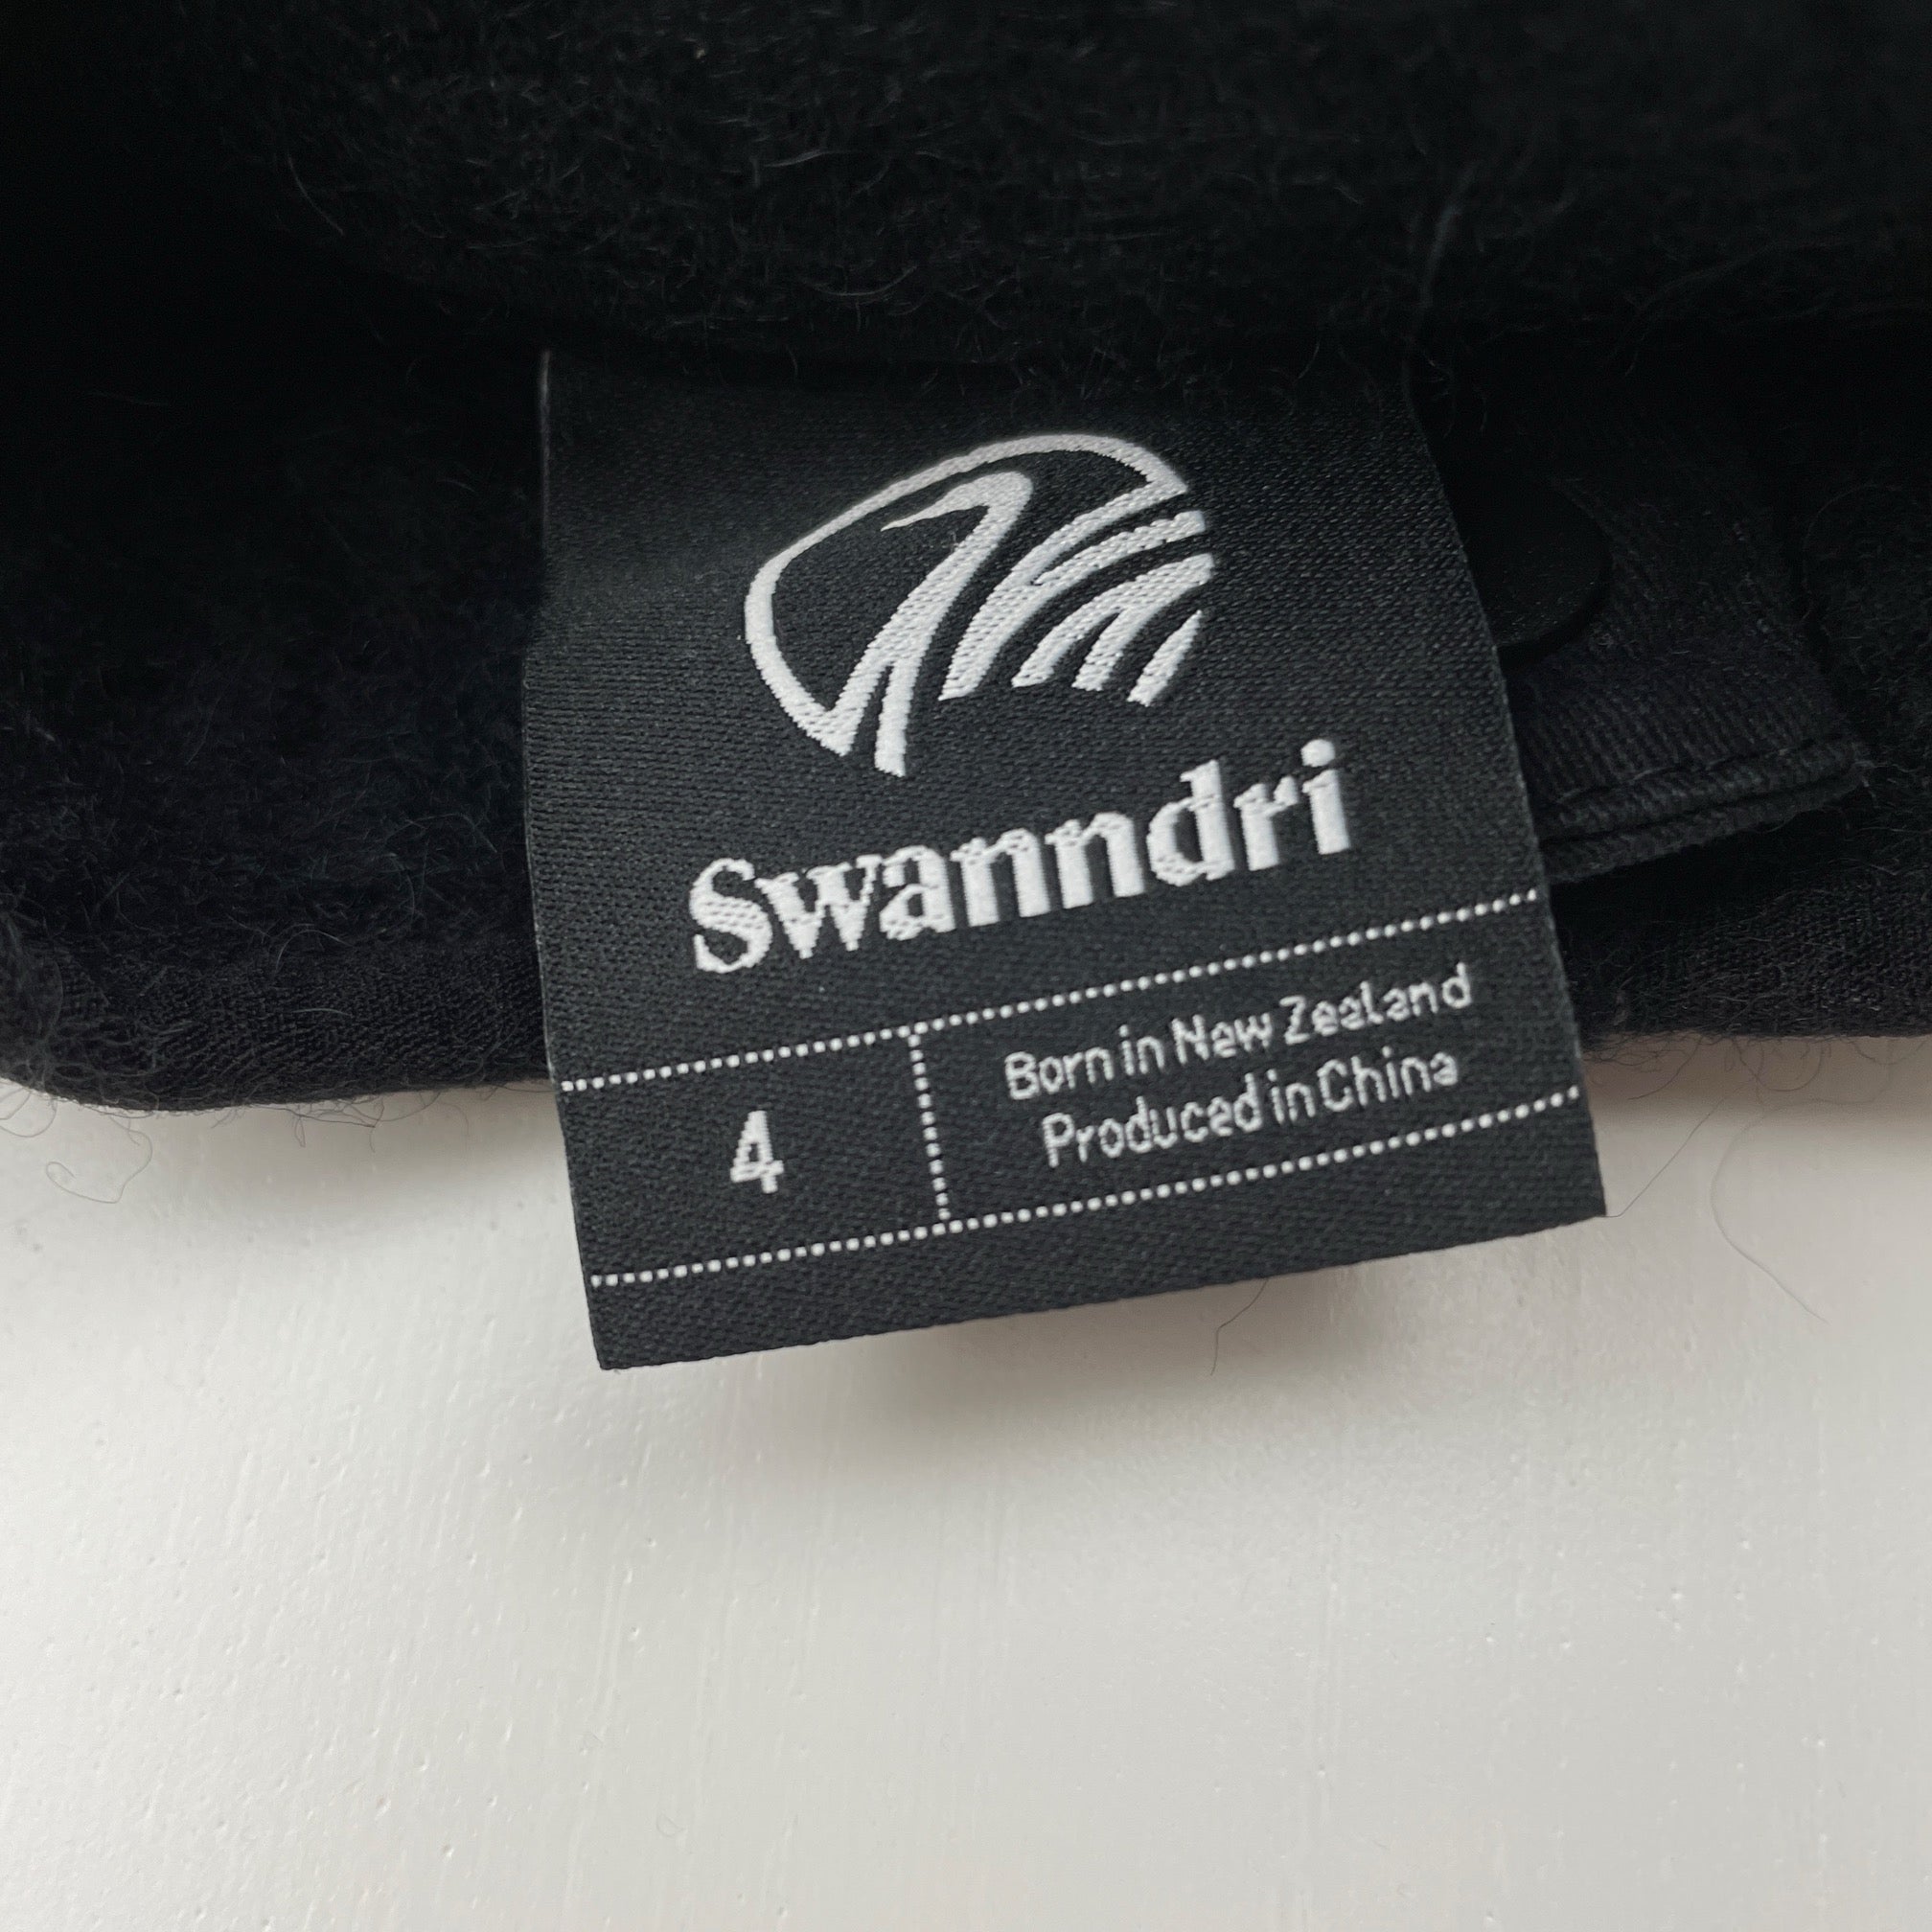 Swanndri
4
Born in New Zealand
Produced in China